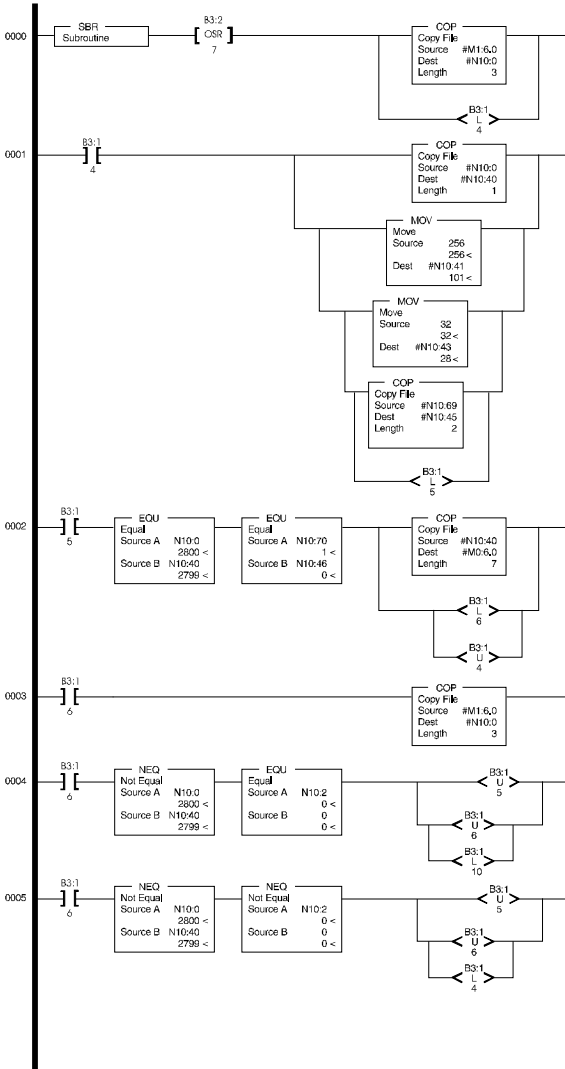 0000
SBR
Subroutine
B3:2
OSR
7
COP
Copy File
Source #M1:6.0
Dest #N10:0
Length 3
B3:1
L
4
0001
B3:1
4
COP
Copy File
Source #N10:0
Dest #N10:40
Length 1
MOV
Move
Source 256
256 <
Dest #N10:41
101 <
MOV
Move
Source 32
32 <
Dest #N10:43
28 <
COP
Copy File
Source #N10:69
Dest #N10:45
Length 2
B3:1
L
5
0002
B3:1
5
EQU
Equal
Source A N10:0
2800 <
Source B N10:40
2799 <
EQU
Equal
Source A N10:70
1 <
Source B N10:46
0 <
COP
Copy File
Source #N10:40
Dest #M0:6.0
Length 7
B3:1
L
6
B3:1
U
4
0003
B3:1
6
COP
Copy File
Source #M1:6.0
Dest #N10:0
Length 3
0004
B3:1
6
NEQ
Not Equal
Source A N10:0
2800 <
Source B N10:40
2799 <
EQU
Equal
Source A N10:2
0 <
Source B 0
0 <
B3:1
U
5
B3:1
U
6
B3:1
L
10
0005
B3:1
6
NEQ
Not Equal
Source A N10:0
2800 <
Source B N10:40
2799 <
NEQ
Not Equal
Source A N10:2
0 <
Source B 0
0 <
B3:1
U
5
B3:1
U
6
B3:1
L
4